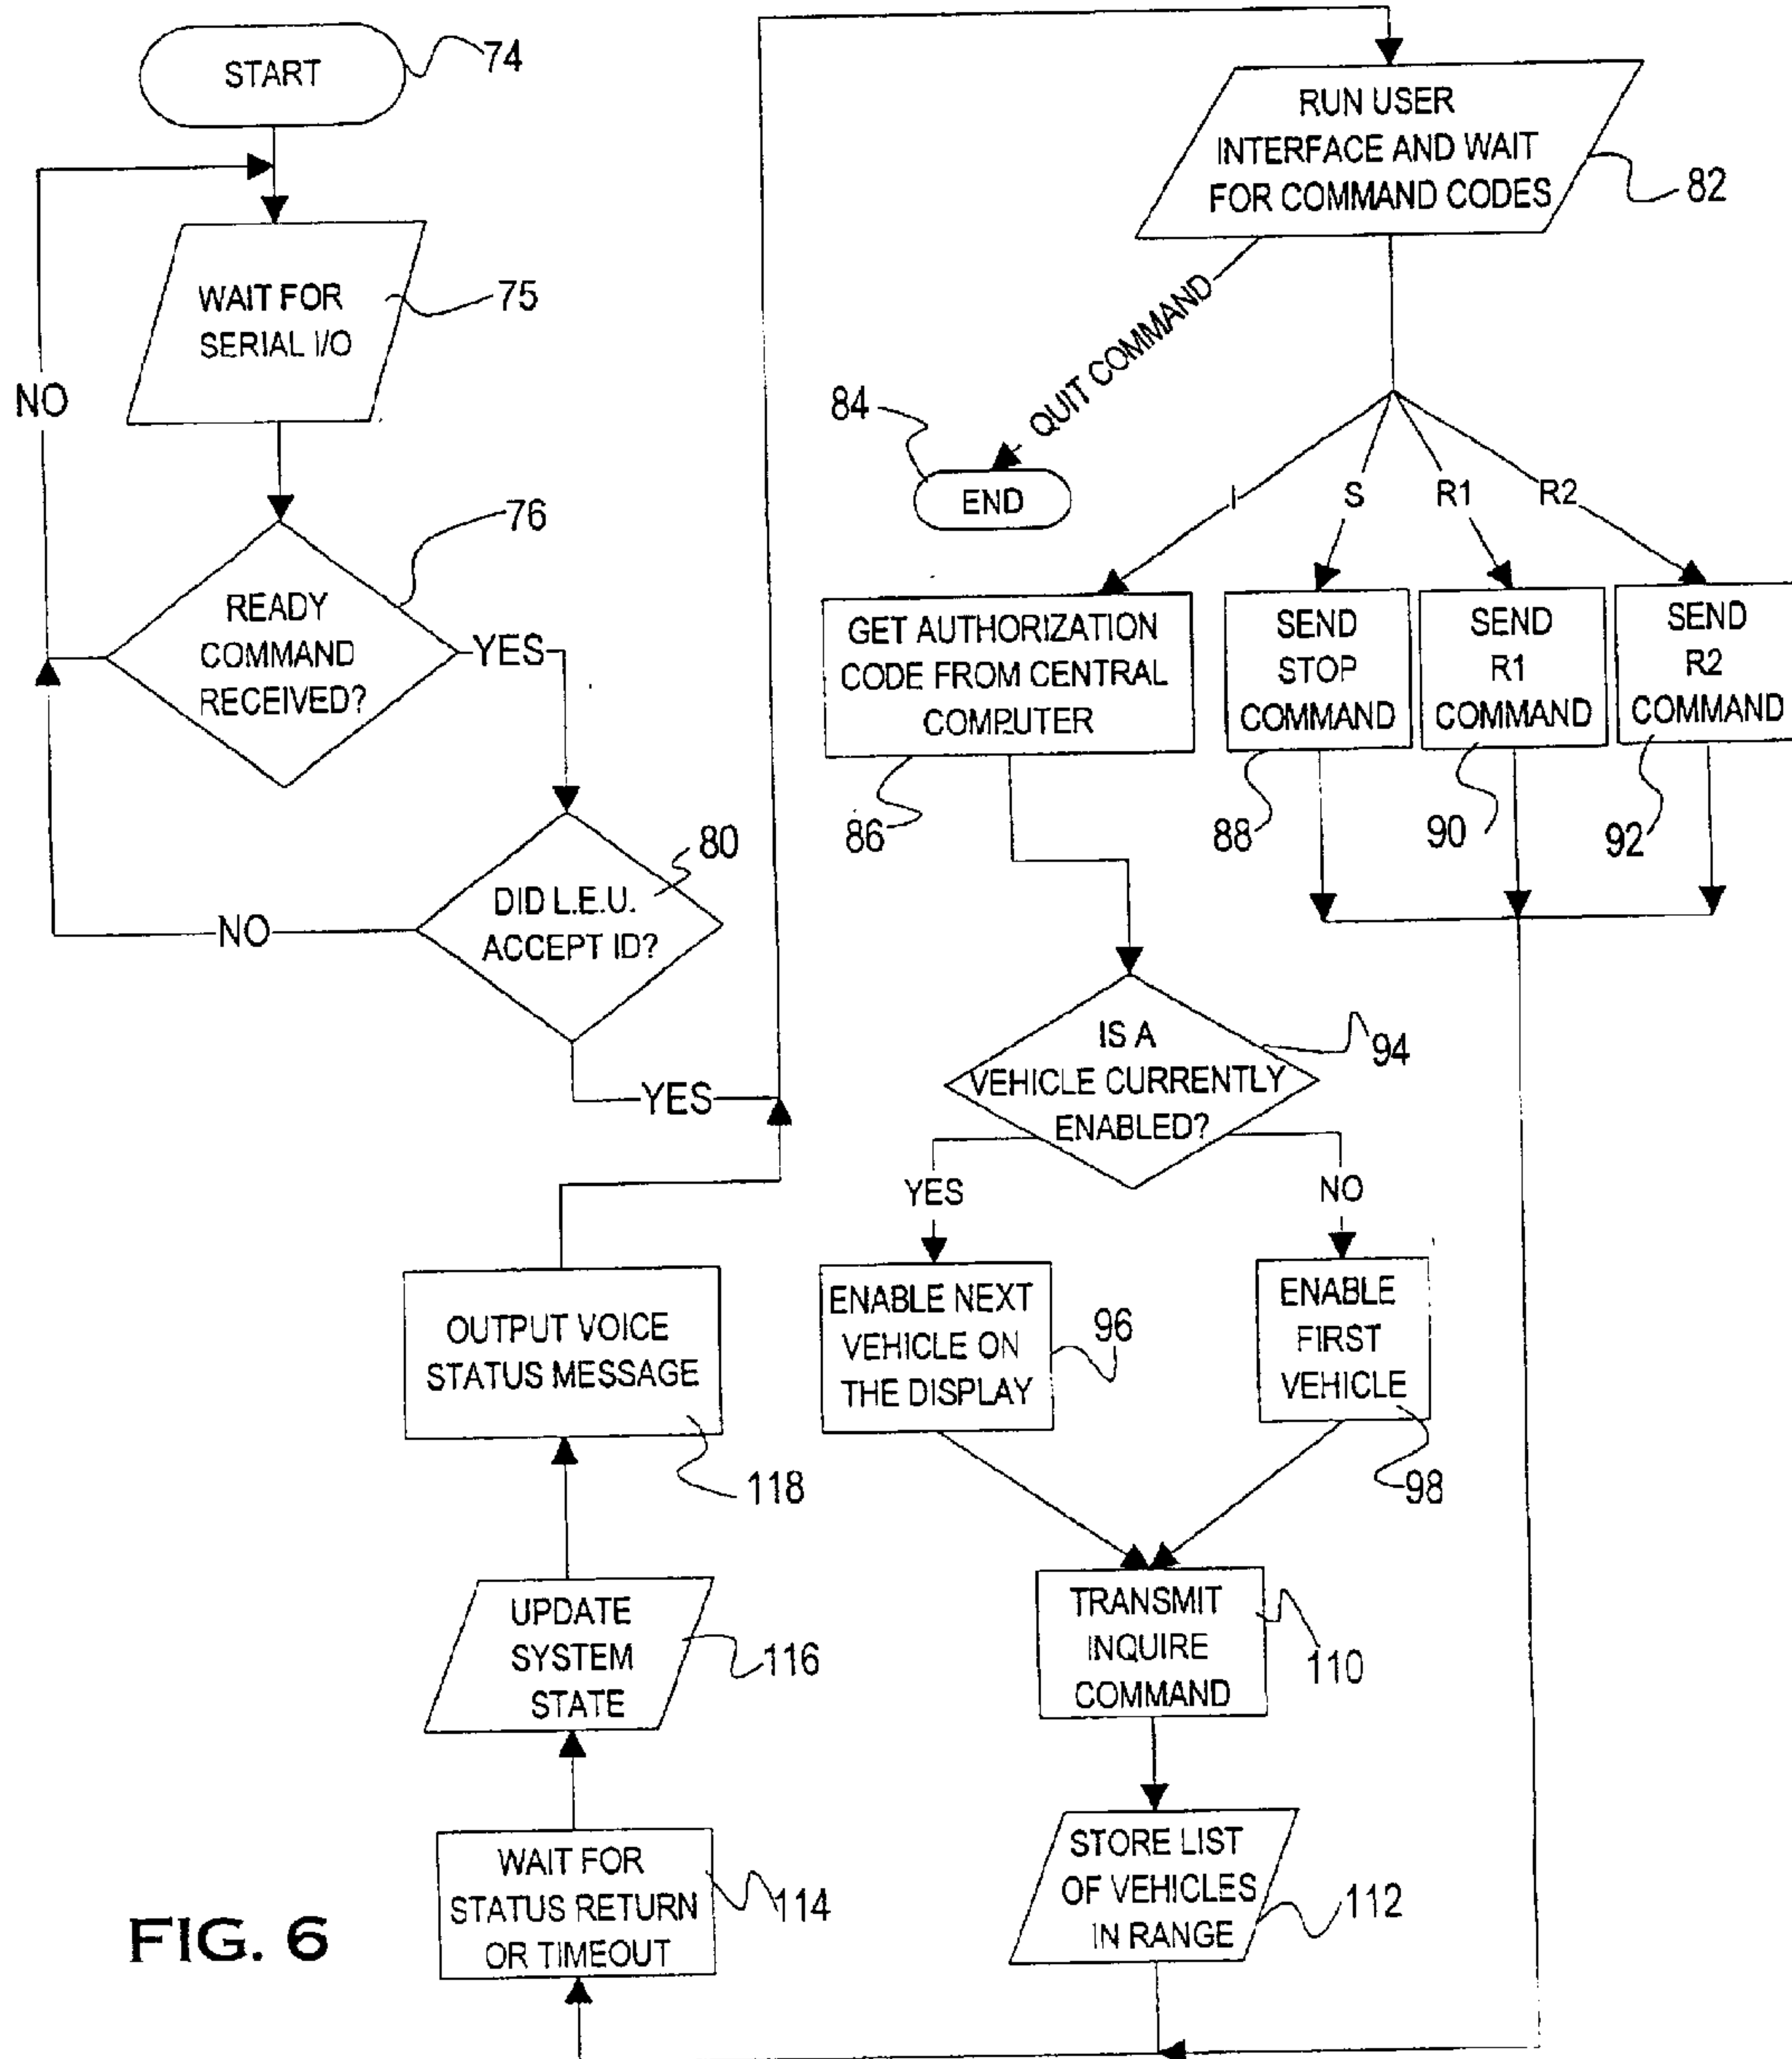 START
74
WAIT FOR
SERIAL I/O
75
NO
READY
COMMAND
RECEIVED?
76
YES
DID L.E.U.
ACCEPT ID?
80
NO
YES
RUN USER
INTERFACE AND WAIT
FOR COMMAND CODES
82
QUIT COMMAND
84
END
I
S
R1
R2
GET AUTHORIZATION
CODE FROM CENTRAL
COMPUTER
86
SEND
STOP
COMMAND
88
SEND
R1
COMMAND
90
SEND
R2
COMMAND
92
IS A
VEHICLE CURRENTLY
ENABLED?
94
YES
NO
ENABLE NEXT
VEHICLE ON
THE DISPLAY
96
ENABLE
FIRST
VEHICLE
98
TRANSMIT
INQUIRE
COMMAND
110
STORE LIST
OF VEHICLES
IN RANGE
112
WAIT FOR
STATUS RETURN
OR TIMEOUT
114
UPDATE
SYSTEM
STATE
116
OUTPUT VOICE
STATUS MESSAGE
118
FIG. 6